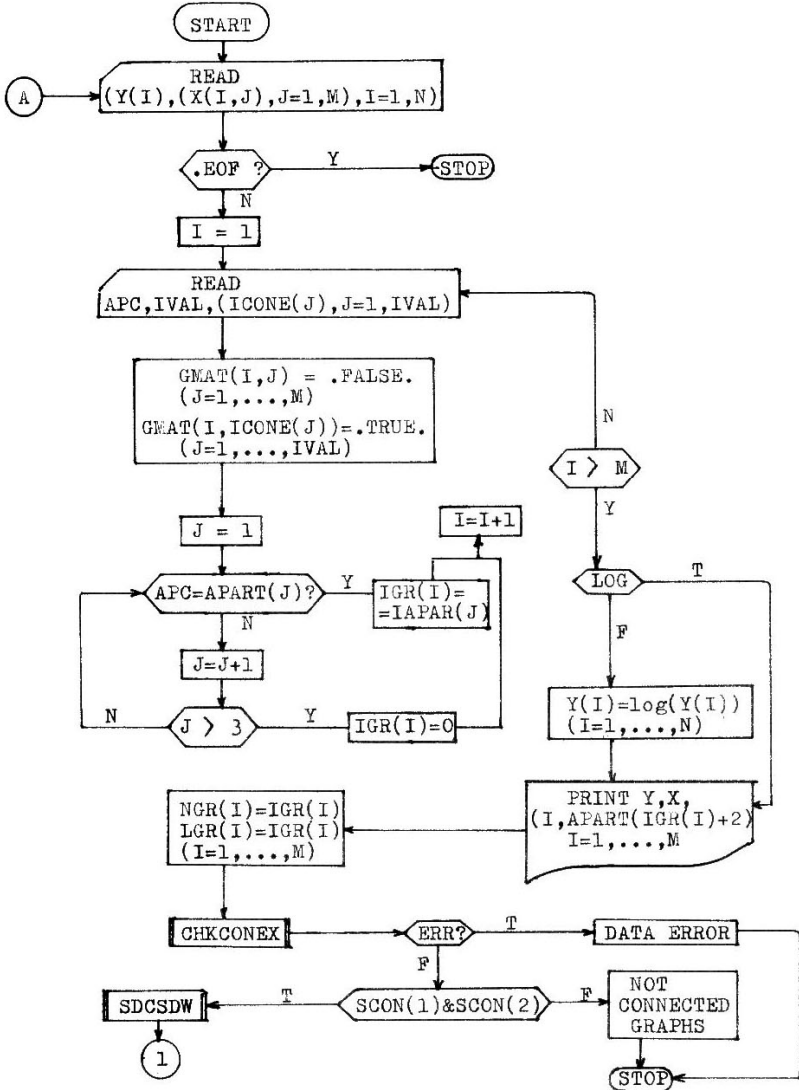 START
A
READ
(Y(I),(X(I,J),J=1,M),I=1,N)
.EOF ?
Y
STOP
N
I = 1
READ
APC,IVAL,(ICONE(J),J=1,IVAL)
GMAT(I,J) = .FALSE.
(J=1,...,M)
GMAT(I,ICONE(J))=.TRUE.
(J=1,...,IVAL)
N
I > M
Y
J = 1
I=I+1
APC=APART(J)?
Y
IGR(I)=
=IAPAR(J)
N
LOG
T
F
J=J+1
J > 3
N
Y
IGR(I)=0
Y(I)=log(Y(I))
(I=1,...,N)
PRINT Y,X,
(I,APART(IGR(I)+2)
I=1,...,M
NGR(I)=IGR(I)
LGR(I)=IGR(I)
(I=1,...,M)
CHKCONEX
ERR?
T
DATA ERROR
F
SDCSDW
T
SCON(1)&SCON(2)
F
NOT
CONNECTED
GRAPHS
1
STOP